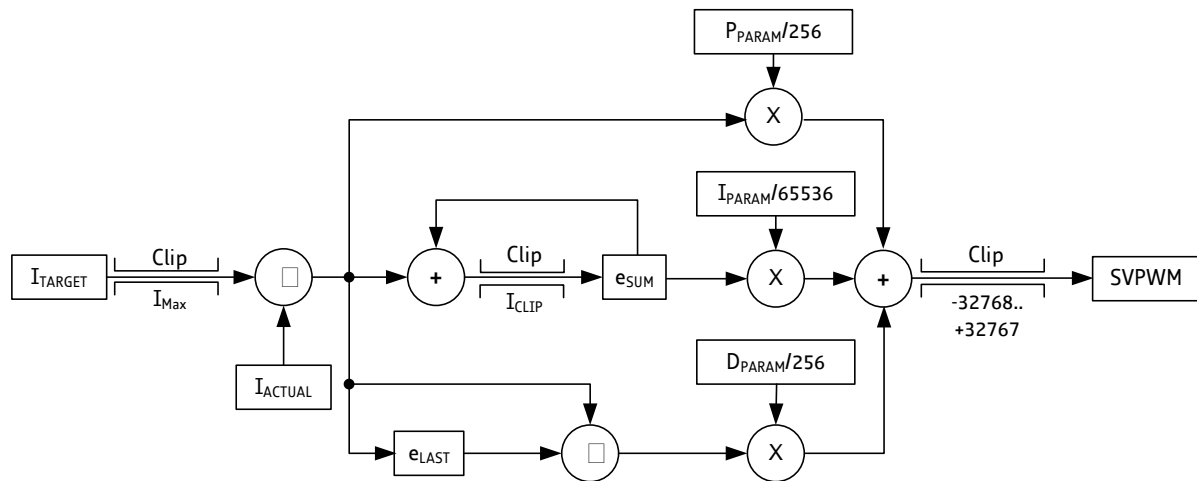 P_PARAM/256
X
I_PARAM/65536
Clip
Clip
Clip
I_TARGET
□
+
e_SUM
X
+
SVPWM
I_Max
I_CLIP
-32768..
+32767
D_PARAM/256
I_ACTUAL
e_LAST
□
X